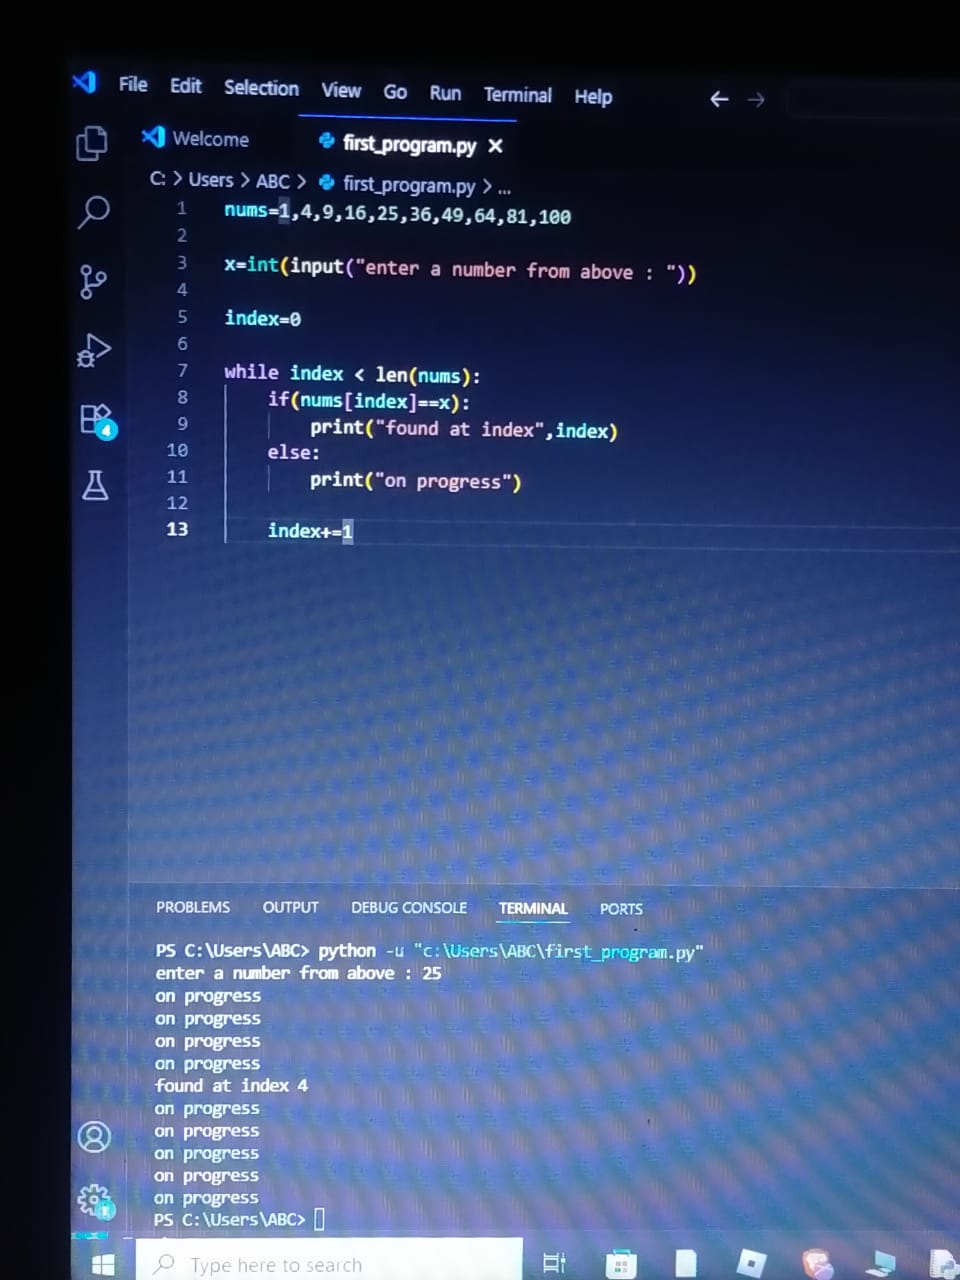 File Edit Selection View Go Run Terminal Help
Welcome first_program.py
C: > Users > ABC > first_program.py > ...
1 nums=1,4,9,16,25,36,49,64,81,100
2
3 x=int(input("enter a number from above : "))
4
5 index=0
6
7 while index < len(nums):
8 if(nums[index]==x):
9 print("found at index",index)
10 else:
11 print("on progress")
12
13 index+=1
4
PROBLEMS OUTPUT DEBUG CONSOLE TERMINAL PORTS
PS C:\Users\ABC> python -u "c:\Users\ABC\first_program.py"
enter a number from above : 25
on progress
on progress
on progress
on progress
found at index 4
on progress
on progress
on progress
on progress
on progress
PS C:\Users\ABC>
1
Type here to search